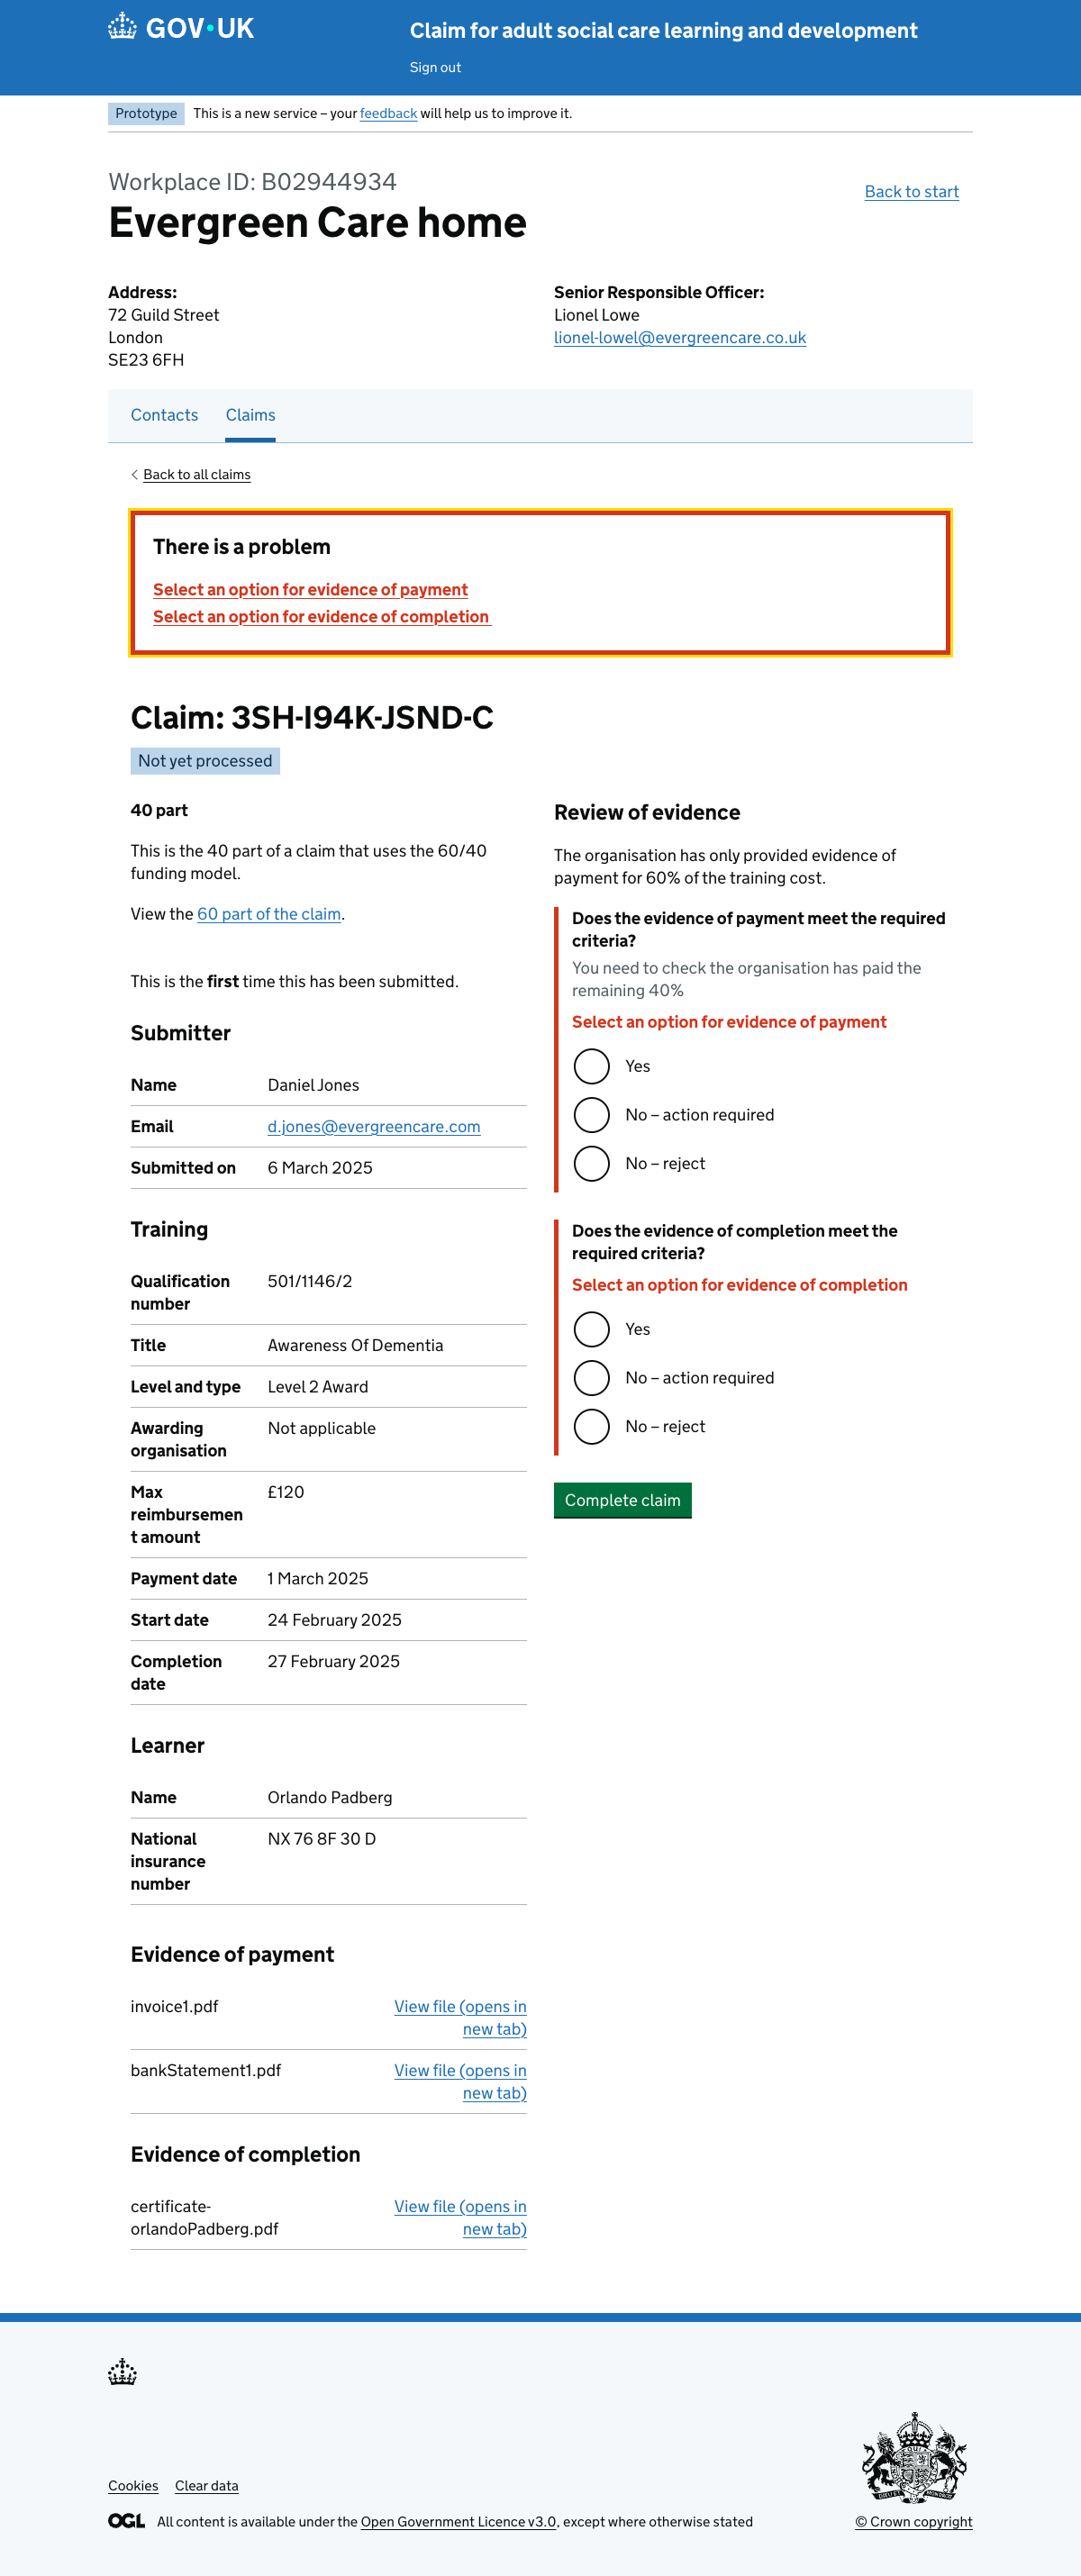 GOV·UK
Claim for adult social care learning and development
Sign out
Prototype This is a new service – your feedback will help us to improve it.
Workplace ID: B02944934
Back to start
Evergreen Care home
Address:
72 Guild Street
London
SE23 6FH
Senior Responsible Officer:
Lionel Lowe
lionel-lowel@evergreencare.co.uk
Contacts Claims
Back to all claims
There is a problem
Select an option for evidence of payment
Select an option for evidence of completion
Claim: 3SH-I94K-JSND-C
Not yet processed
40 part
This is the 40 part of a claim that uses the 60/40
funding model.
View the 60 part of the claim.
This is the first time this has been submitted.
Submitter
Name Daniel Jones
Email d.jones@evergreencare.com
Submitted on 6 March 2025
Training
Qualification 501/1146/2
number
Title Awareness Of Dementia
Level and type Level 2 Award
Awarding Not applicable
organisation
Max £120
reimbursemen
t amount
Payment date 1 March 2025
Start date 24 February 2025
Completion 27 February 2025
date
Learner
Name Orlando Padberg
National NX 76 8F 30 D
insurance
number
Evidence of payment
invoice1.pdf View file (opens in
new tab)
bankStatement1.pdf View file (opens in
new tab)
Evidence of completion
certificate- View file (opens in
orlandoPadberg.pdf new tab)
Review of evidence
The organisation has only provided evidence of
payment for 60% of the training cost.
Does the evidence of payment meet the required
criteria?
You need to check the organisation has paid the
remaining 40%
Select an option for evidence of payment
Yes
No – action required
No – reject
Does the evidence of completion meet the
required criteria?
Select an option for evidence of completion
Yes
No – action required
No – reject
Complete claim
Cookies Clear data
OGL All content is available under the Open Government Licence v3.0, except where otherwise stated
© Crown copyright